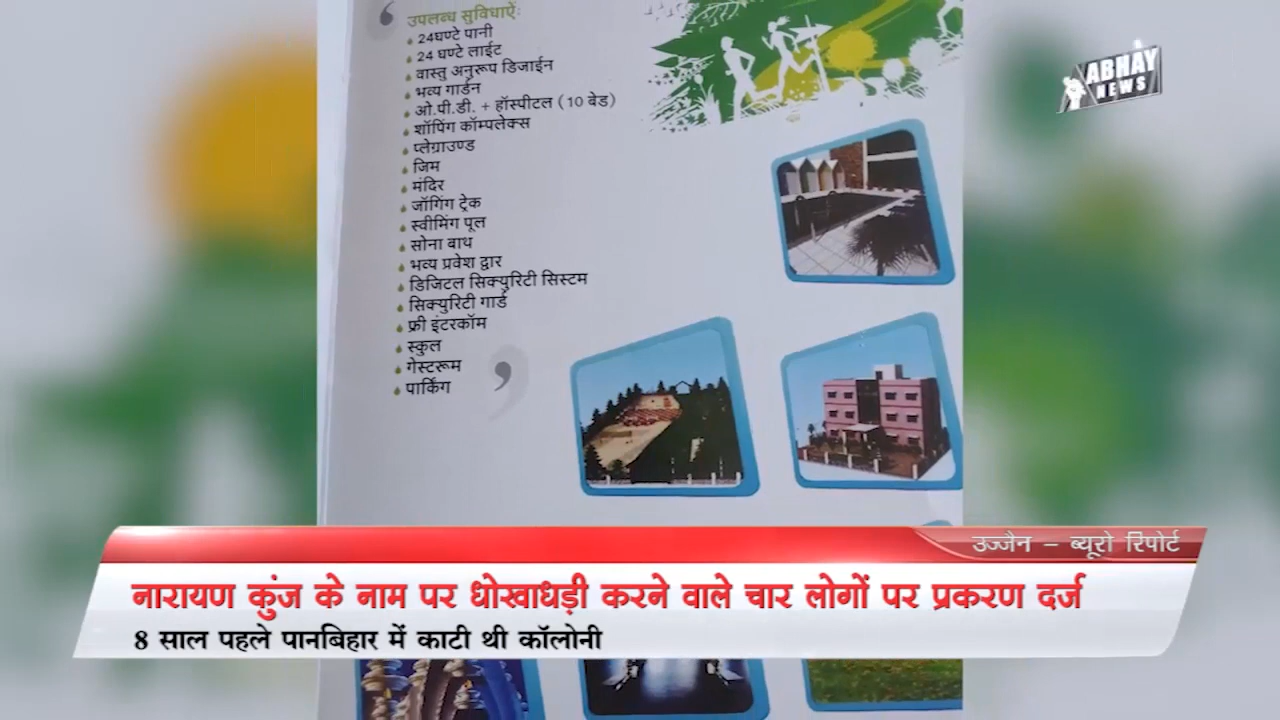 उपलब्ध सुविधाऐं:
24घण्टे पानी
24 घण्टे लाईट
वास्तु अनुरूप डिजाईन
भव्य गार्डन
ओ.पी.डी. + हॉस्पीटल (10 बेड)
शॉपिंग कॉम्पलेक्स
प्लेग्राउण्ड
जिम
मंदिर
जॉगिंग ट्रेक
स्वीमिंग पूल
सोना बाथ
भव्य प्रवेश द्वार
डिजिटल सिक्युरिटी सिस्टम
सिक्युरिटी गार्ड
फ्री इंटरकॉम
स्कुल
गेस्टरूम
पार्किंग
ABHAY
NEWS
उज्जैन – ब्यूरो रिपोर्ट
नारायण कुंज के नाम पर धोखाधड़ी करने वाले चार लोगों पर प्रकरण दर्ज
8 साल पहले पानबिहार में काटी थी कॉलोनी